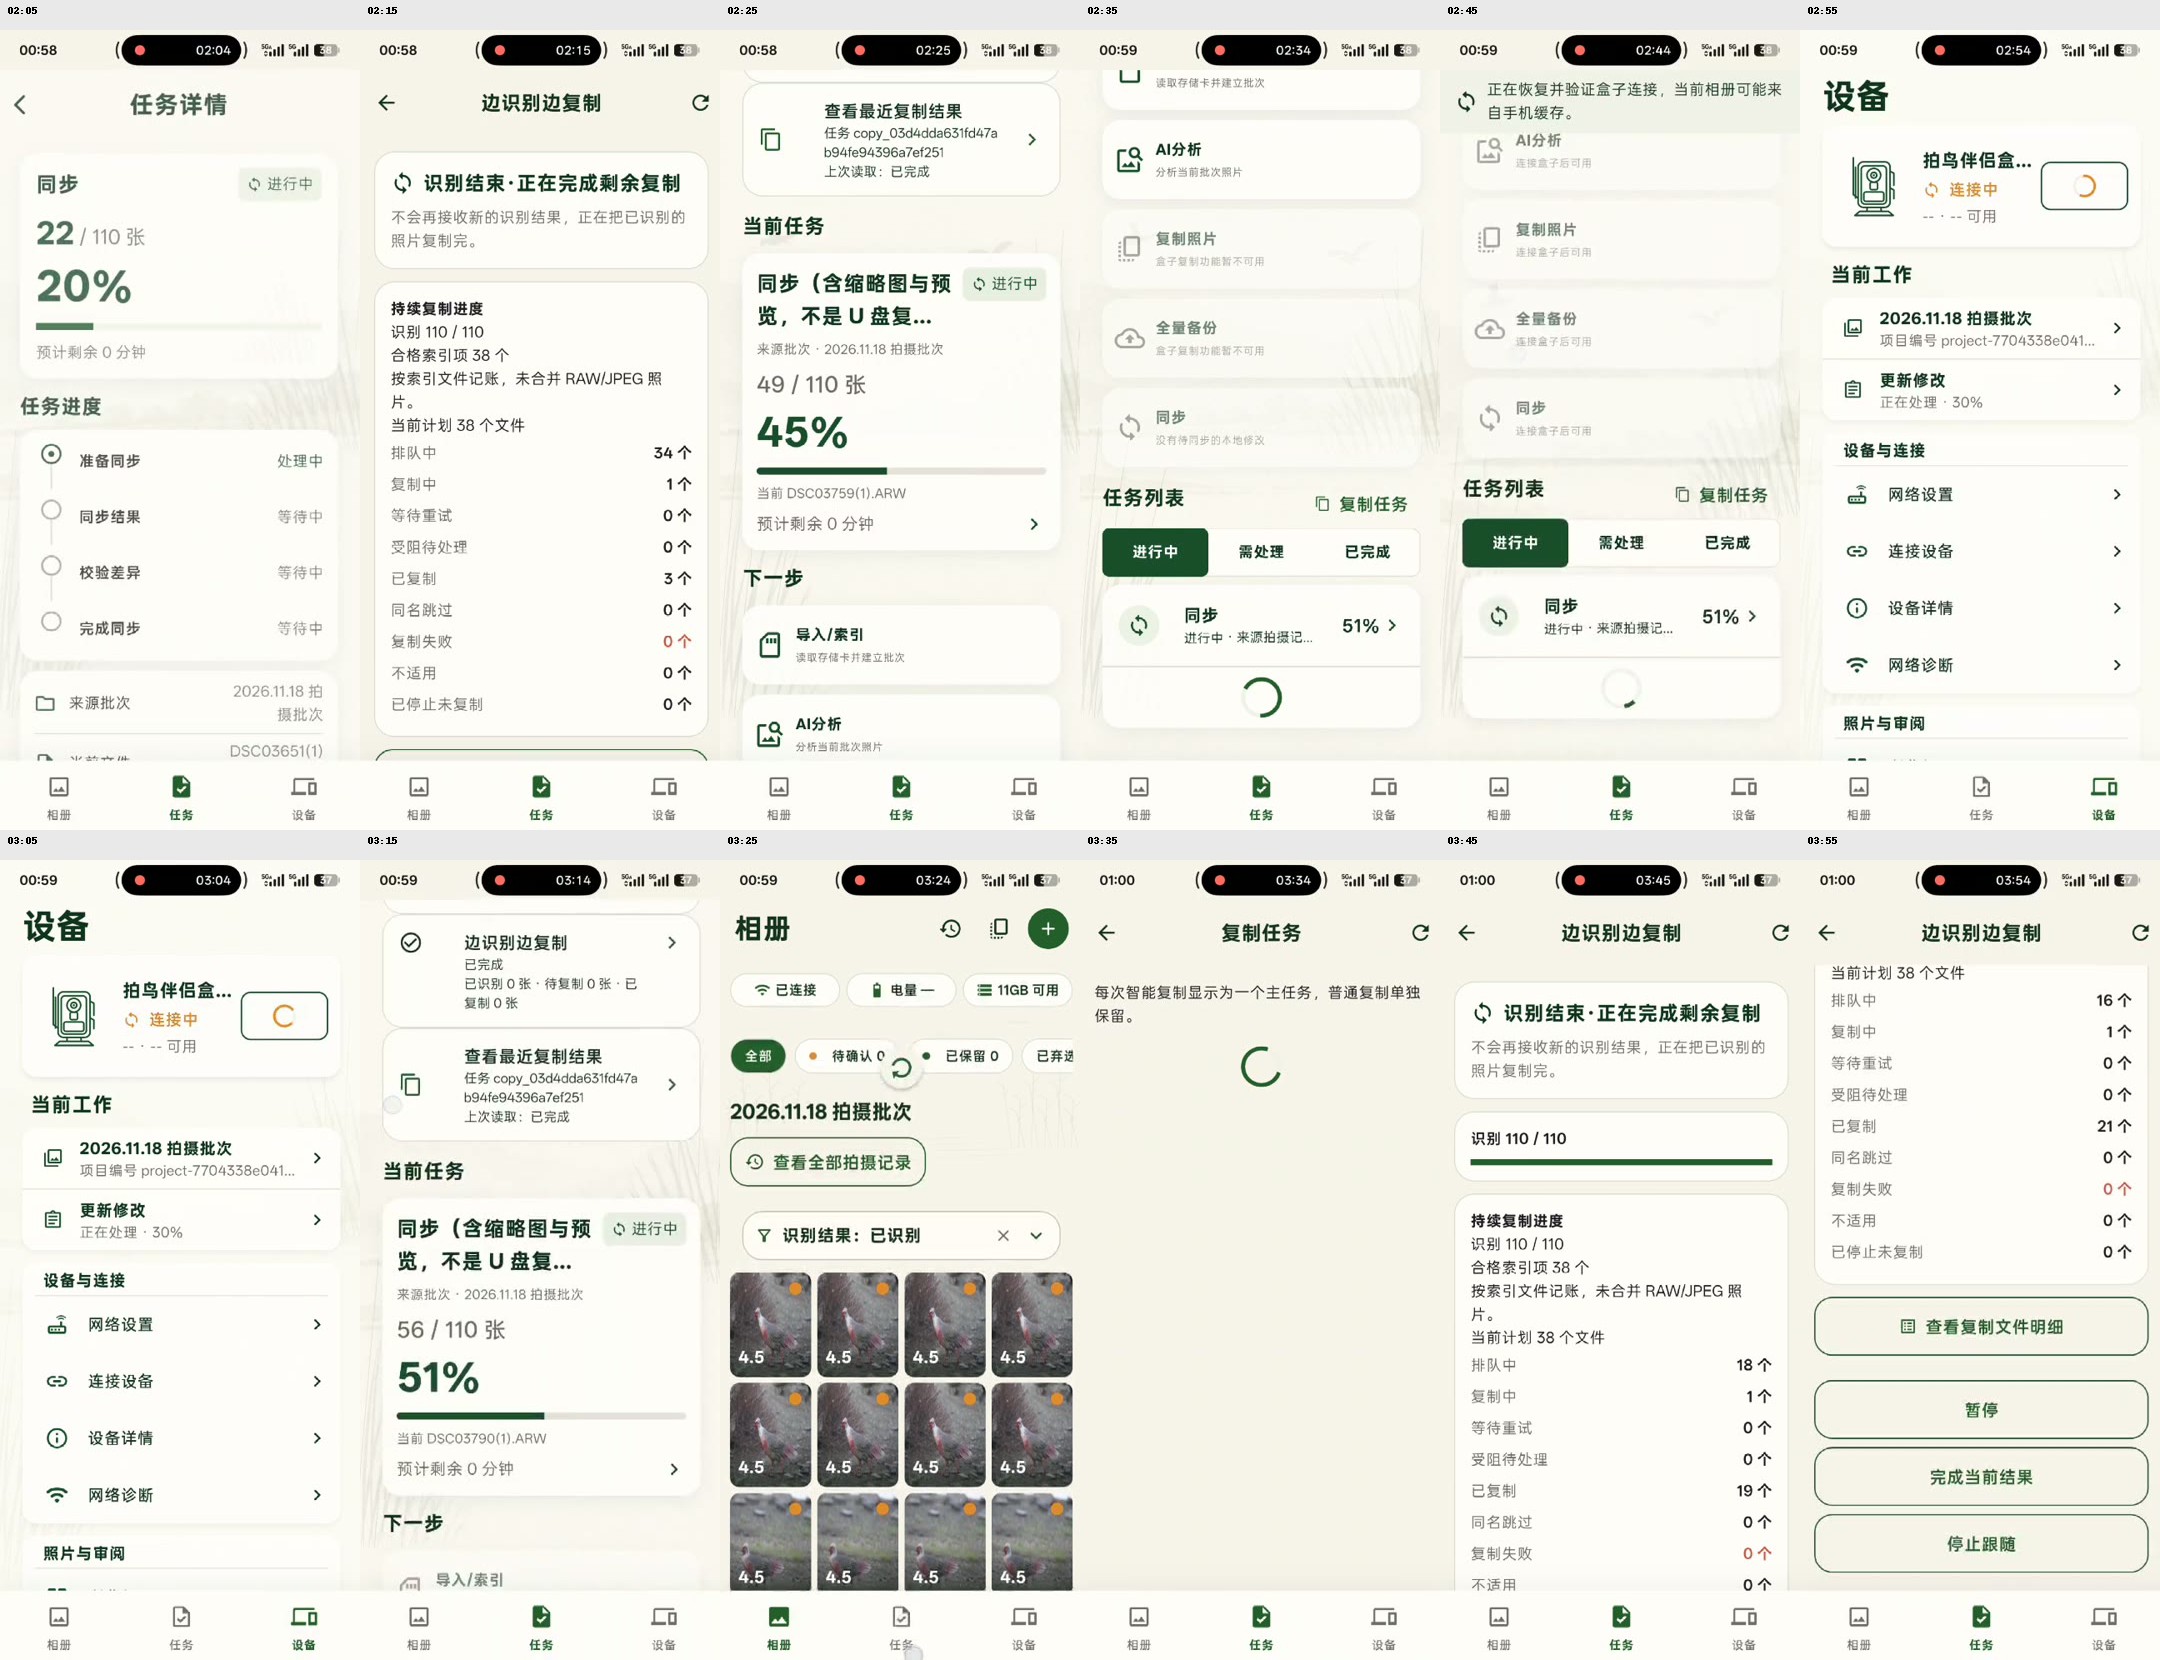 02:05
00:58
02:04
38
任务详情
同步
进行中
22 / 110 张
20%
预计剩余 0 分钟
任务进度
准备同步
处理中
同步结果
等待中
校验差异
等待中
完成同步
等待中
来源批次
2026.11.18 拍
摄批次
DSC03651(1)
相册
任务
设备
02:15
00:58
02:15
38
边识别边复制
识别结束·正在完成剩余复制
不会再接收新的识别结果，正在把已识别的
照片复制完。
持续复制进度
识别 110 / 110
合格索引项 38 个
按索引文件记账，未合并 RAW/JPEG 照
片。
当前计划 38 个文件
排队中
34 个
复制中
1 个
等待重试
0 个
受阻待处理
0 个
已复制
3 个
同名跳过
0 个
复制失败
0 个
不适用
0 个
已停止未复制
0 个
相册
任务
设备
02:25
00:58
02:25
38
查看最近复制结果
任务 copy_03d4dda631fd47a
b94fe94396a7ef251
上次读取：已完成
当前任务
同步（含缩略图与预
览，不是 U 盘复...
进行中
来源批次 · 2026.11.18 拍摄批次
49 / 110 张
45%
当前 DSC03759(1).ARW
预计剩余 0 分钟
下一步
导入/索引
读取存储卡并建立批次
AI分析
分析当前批次照片
相册
任务
设备
02:35
00:59
02:34
38
读取存储卡并建立批次
AI分析
分析当前批次照片
复制照片
盒子复制功能暂不可用
全量备份
盒子复制功能暂不可用
同步
没有待同步的本地修改
任务列表
复制任务
进行中
需处理
已完成
同步
进行中 · 来源拍摄记...
51%
相册
任务
设备
02:45
00:59
02:44
38
正在恢复并验证盒子连接，当前相册可能来
自手机缓存。
AI分析
连接盒子后可用
复制照片
连接盒子后可用
全量备份
连接盒子后可用
同步
连接盒子后可用
任务列表
复制任务
进行中
需处理
已完成
同步
进行中 · 来源拍摄记...
51%
相册
任务
设备
02:55
00:59
02:54
38
设备
拍鸟伴侣盒...
连接中
-- · -- 可用
当前工作
2026.11.18 拍摄批次
项目编号 project-7704338e041...
更新修改
正在处理 · 30%
设备与连接
网络设置
连接设备
设备详情
网络诊断
照片与审阅
相册
任务
设备
03:05
00:59
03:04
37
设备
拍鸟伴侣盒...
连接中
-- · -- 可用
当前工作
2026.11.18 拍摄批次
项目编号 project-7704338e041...
更新修改
正在处理 · 30%
设备与连接
网络设置
连接设备
设备详情
网络诊断
照片与审阅
相册
任务
设备
03:15
00:59
03:14
37
边识别边复制
已完成
已识别 0 张 · 待复制 0 张 · 已
复制 0 张
查看最近复制结果
任务 copy_03d4dda631fd47a
b94fe94396a7ef251
上次读取：已完成
当前任务
同步（含缩略图与预
览，不是 U 盘复...
进行中
来源批次 · 2026.11.18 拍摄批次
56 / 110 张
51%
当前 DSC03790(1).ARW
预计剩余 0 分钟
下一步
导入/索引
相册
任务
设备
03:25
00:59
03:24
37
相册
已连接
电量 —
11GB 可用
全部
待确认 0
已保留 0
已弃选
2026.11.18 拍摄批次
查看全部拍摄记录
识别结果：已识别
4.5
4.5
4.5
4.5
4.5
4.5
4.5
4.5
4.5
4.5
4.5
4.5
相册
任务
设备
03:35
01:00
03:34
37
复制任务
每次智能复制显示为一个主任务，普通复制单独
保留。
相册
任务
设备
03:45
01:00
03:45
37
边识别边复制
识别结束·正在完成剩余复制
不会再接收新的识别结果，正在把已识别的
照片复制完。
识别 110 / 110
持续复制进度
识别 110 / 110
合格索引项 38 个
按索引文件记账，未合并 RAW/JPEG 照
片。
当前计划 38 个文件
排队中
18 个
复制中
1 个
等待重试
0 个
受阻待处理
0 个
已复制
19 个
同名跳过
0 个
复制失败
0 个
不适用
0 个
相册
任务
设备
03:55
01:00
03:54
37
边识别边复制
当前计划 38 个文件
排队中
16 个
复制中
1 个
等待重试
0 个
受阻待处理
0 个
已复制
21 个
同名跳过
0 个
复制失败
0 个
不适用
0 个
已停止未复制
0 个
查看复制文件明细
暂停
完成当前结果
停止跟随
相册
任务
设备